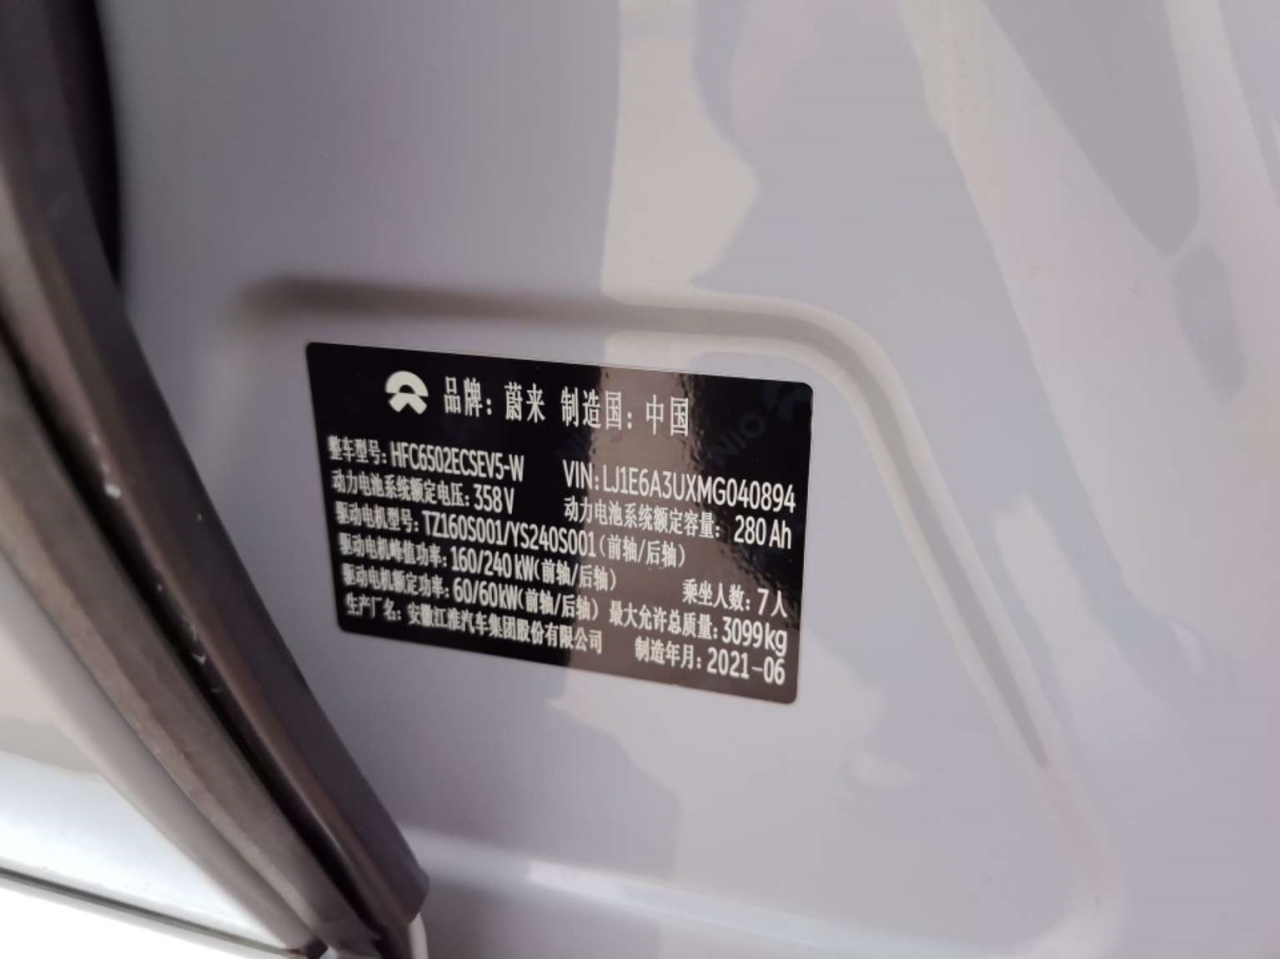 品牌：蔚来 制造国：中国
整车型号：HFC6502ECSEV5-W VIN：LJ1E6A3UXMG040894
动力电池系统额定电压：358V 动力电池系统额定容量：280Ah
驱动电机型号：TZ160S001/YS240S001（前轴/后轴）
驱动电机峰值功率：160/240kW（前轴/后轴） 乘坐人数：7人
驱动电机额定功率：60/60kW（前轴/后轴） 最大允许总质量：3099kg
生产厂名：安徽江淮汽车集团股份有限公司 制造年月：2021-06
NIO